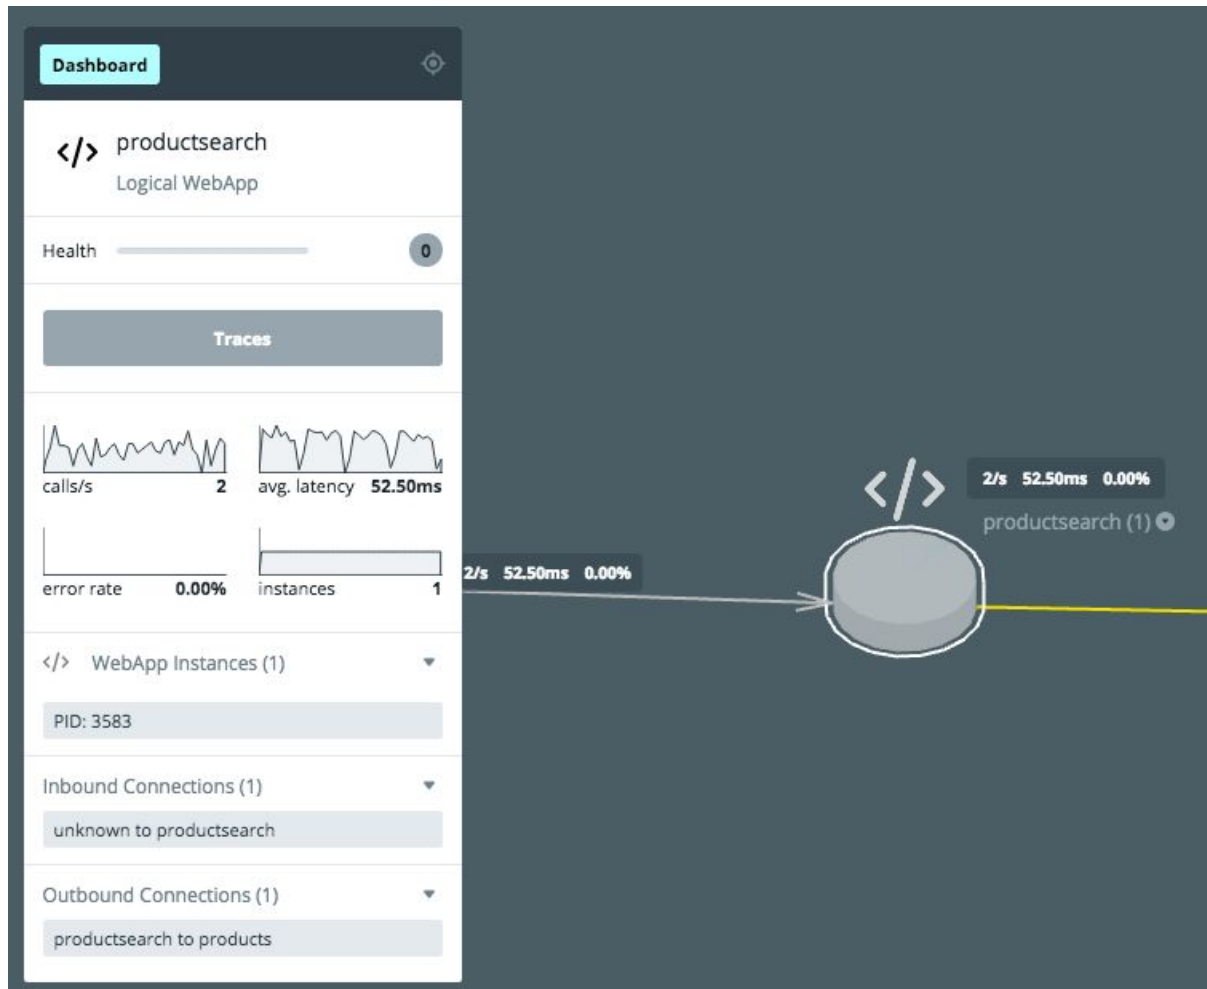 Dashboard
</> productsearch
Logical WebApp
Health 0
Traces
calls/s 2 avg. latency 52.50ms
error rate 0.00% instances 1
</> WebApp Instances (1)
PID: 3583
Inbound Connections (1)
unknown to productsearch
Outbound Connections (1)
productsearch to products
2/s 52.50ms 0.00%
</> 2/s 52.50ms 0.00%
productsearch (1)